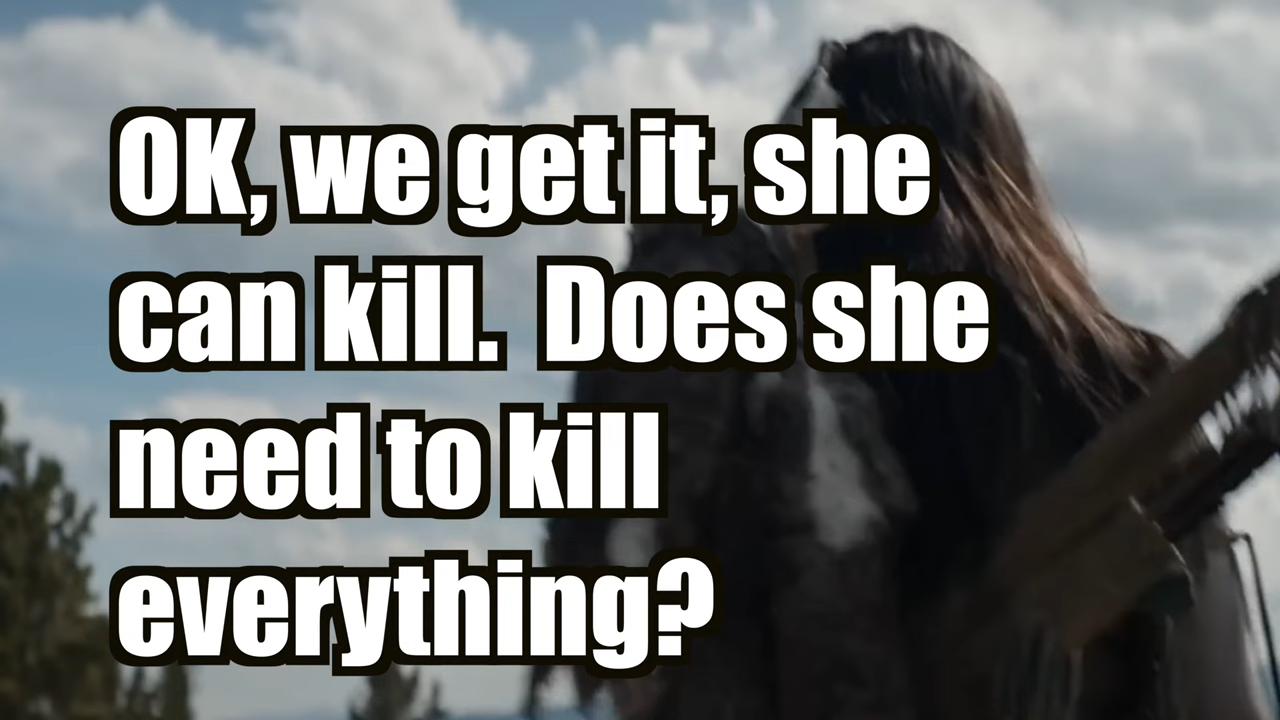 OK, we get it, she
can kill.  Does she
need to kill
everything?